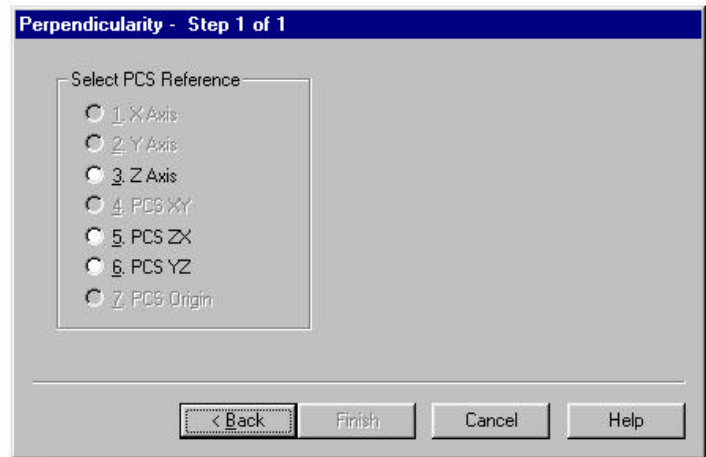 Perpendicularity - Step 1 of 1
Select PCS Reference
1. X Axis
2. Y Axis
3. Z Axis
4. PCS XY
5. PCS ZX
6. PCS YZ
7. PCS Origin
< Back
Finish
Cancel
Help